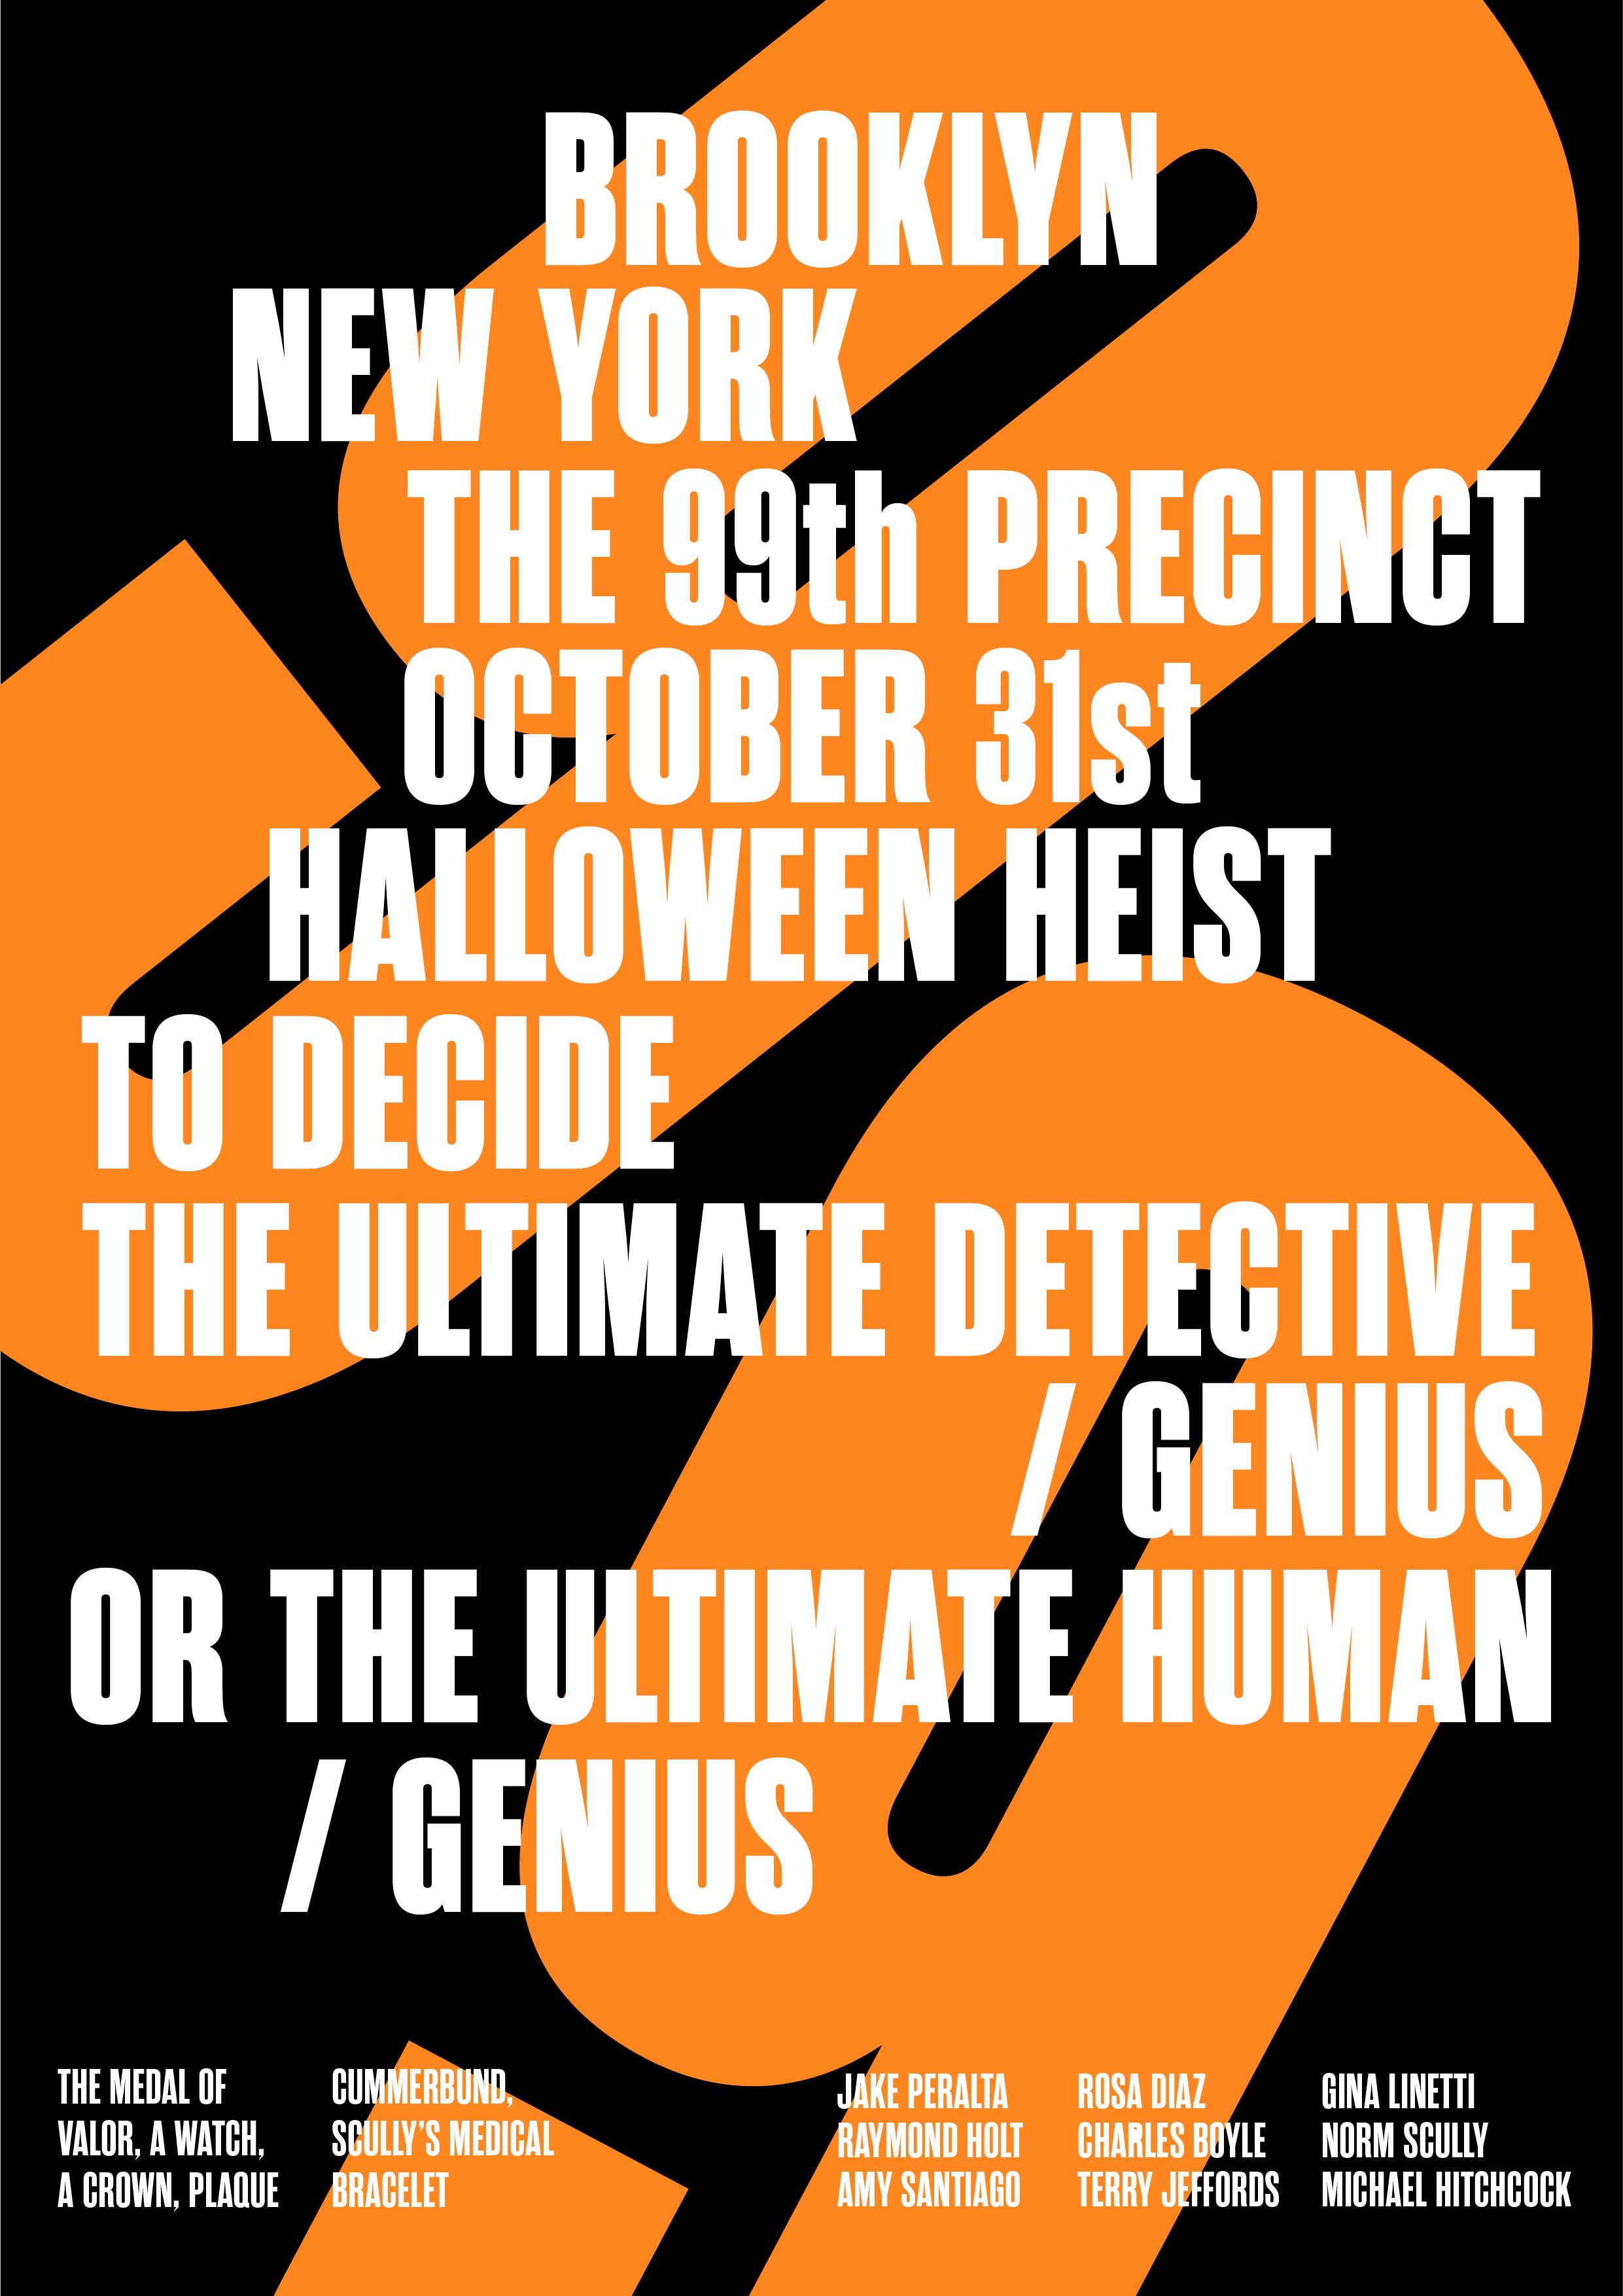 BROOKLYN
NEW YORK
THE 99th PRECINCT
OCTOBER 31st
HALLOWEEN HEIST
TO DECIDE
THE ULTIMATE DETECTIVE
/ GENIUS
OR THE ULTIMATE HUMAN
/ GENIUS
THE MEDAL OF
VALOR, A WATCH,
A CROWN, PLAQUE
CUMMERBUND,
SCULLY'S MEDICAL
BRACELET
JAKE PERALTA
RAYMOND HOLT
AMY SANTIAGO
ROSA DIAZ
CHARLES BOYLE
TERRY JEFFORDS
GINA LINETTI
NORM SCULLY
MICHAEL HITCHCOCK